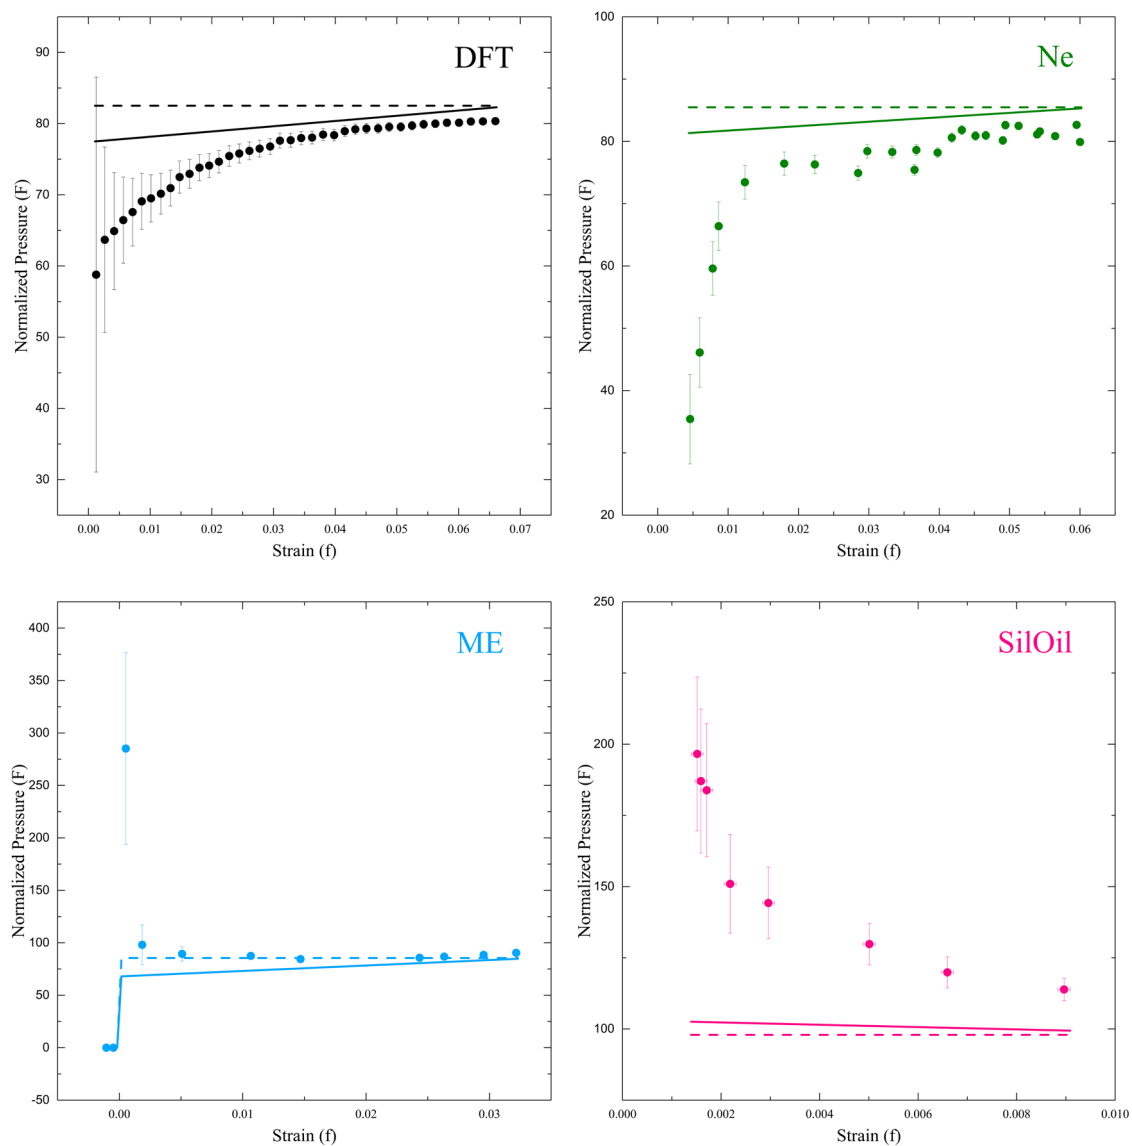 DFT
Normalized Pressure (F)
90
80
70
60
50
40
30
0.00 0.01 0.02 0.03 0.04 0.05 0.06 0.07
Strain (f)
Ne
Normalized Pressure (F)
100
80
60
40
20
0.00 0.01 0.02 0.03 0.04 0.05 0.06
Strain (f)
ME
Normalized Pressure (F)
400
350
300
250
200
150
100
50
0
-50
0.00 0.01 0.02 0.03
Strain (f)
SilOil
Normalized Pressure (F)
250
200
150
100
0.000 0.002 0.004 0.006 0.008 0.010
Strain (f)